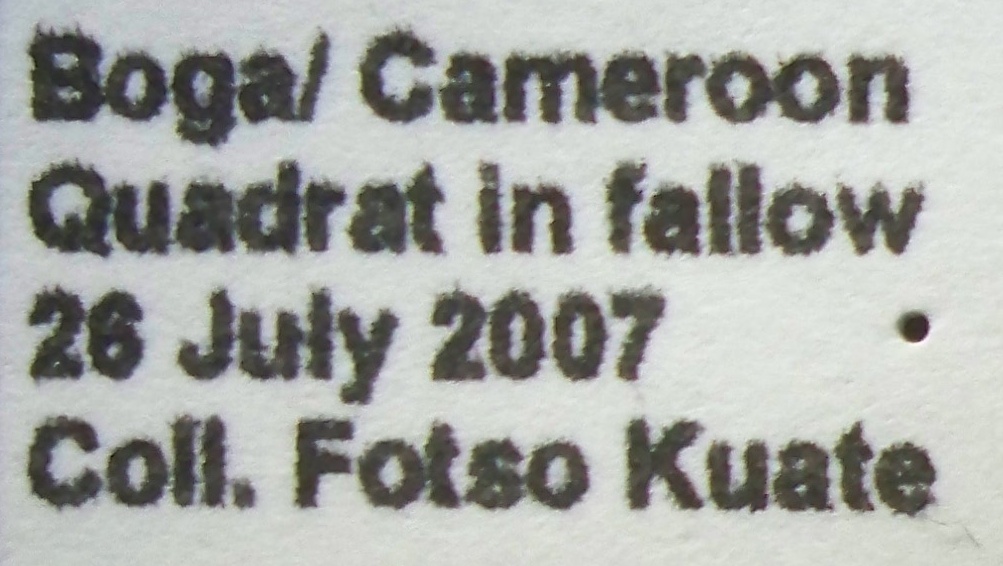 Boga/ Cameroon
Quadrat in fallow
26 July 2007
Coll. Fotso Kuate